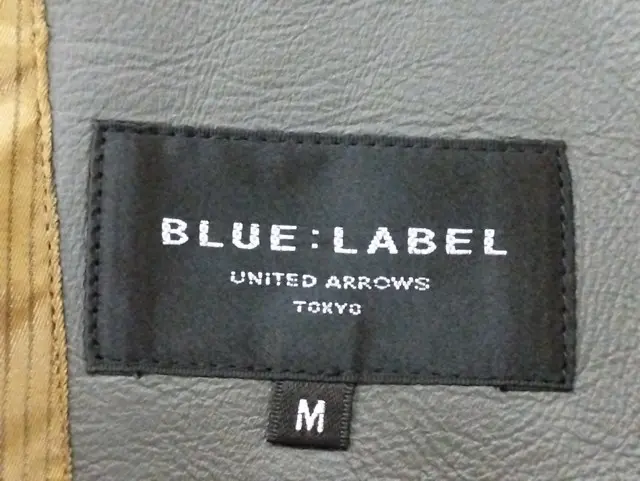 BLUE:LABEL
UNiTED ARROWS
TOKYO
M